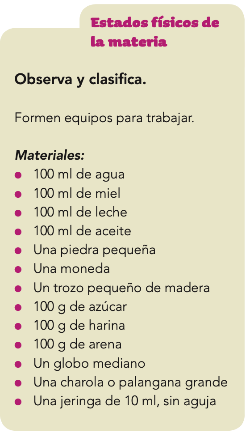 Estados físicos de
la materia
Observa y clasifica.
Formen equipos para trabajar.
Materiales:
• 100 ml de agua
• 100 ml de miel
• 100 ml de leche
• 100 ml de aceite
• Una piedra pequeña
• Una moneda
• Un trozo pequeño de madera
• 100 g de azúcar
• 100 g de harina
• 100 g de arena
• Un globo mediano
• Una charola o palangana grande
• Una jeringa de 10 ml, sin aguja